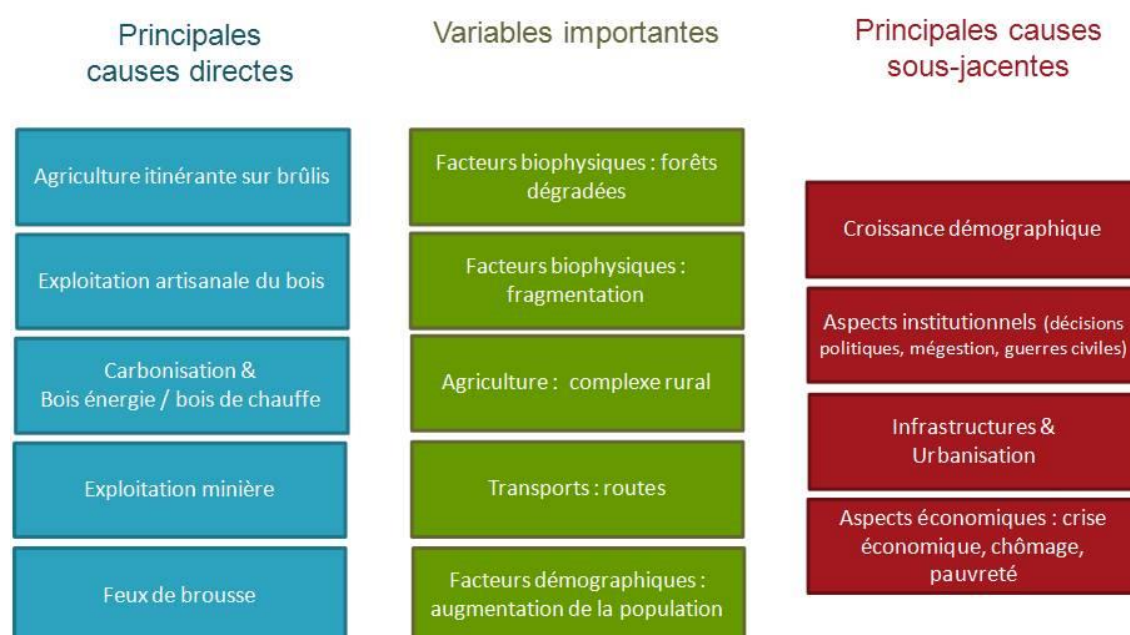 Principales
causes directes
Variables importantes
Principales causes
sous-jacentes
Agriculture itinérante sur brûlis
Exploitation artisanale du bois
Carbonisation &
Bois énergie / bois de chauffe
Exploitation minière
Feux de brousse
Facteurs biophysiques : forêts
dégradées
Facteurs biophysiques :
fragmentation
Agriculture : complexe rural
Transports : routes
Facteurs démographiques :
augmentation de la population
Croissance démographique
Aspects institutionnels (décisions
politiques, mégestion, guerres civiles)
Infrastructures &
Urbanisation
Aspects économiques : crise
économique, chômage,
pauvreté